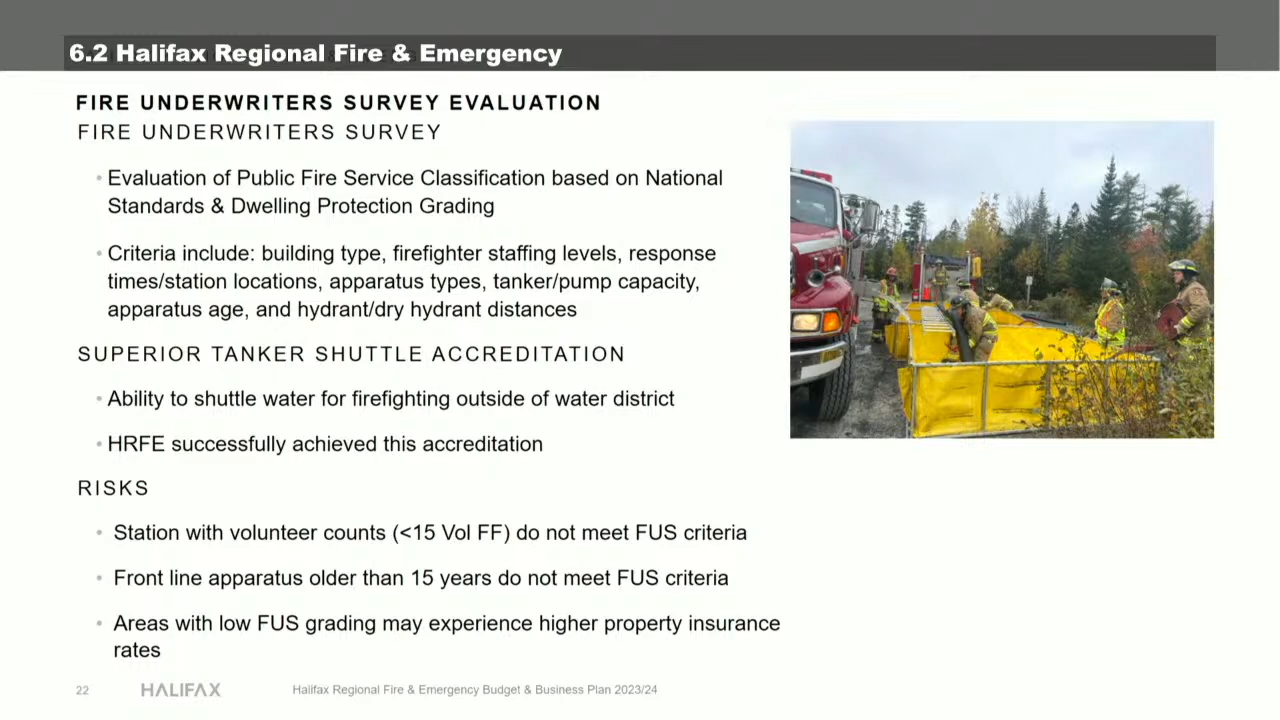 6.2 Halifax Regional Fire & Emergency
FIRE UNDERWRITERS SURVEY EVALUATION
FIRE UNDERWRITERS SURVEY
• Evaluation of Public Fire Service Classification based on National
Standards & Dwelling Protection Grading
• Criteria include: building type, firefighter staffing levels, response
times/station locations, apparatus types, tanker/pump capacity,
apparatus age, and hydrant/dry hydrant distances
SUPERIOR TANKER SHUTTLE ACCREDITATION
• Ability to shuttle water for firefighting outside of water district
• HRFE successfully achieved this accreditation
RISKS
• Station with volunteer counts (<15 Vol FF) do not meet FUS criteria
• Front line apparatus older than 15 years do not meet FUS criteria
• Areas with low FUS grading may experience higher property insurance
rates
22 HALIFAX Halifax Regional Fire & Emergency Budget & Business Plan 2023/24